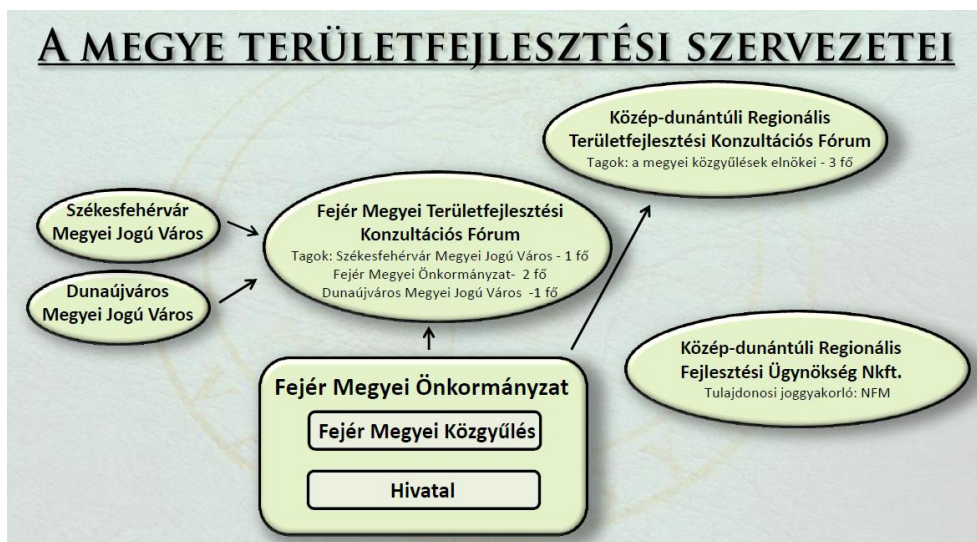 A MEGYE TERÜLETFEJLESZTÉSI SZERVEZETEI
Közép-dunántúli Regionális
Területfejlesztési Konzultációs Fórum
Tagok: a megyei közgyűlések elnökei - 3 fő
Székesfehérvár
Megyei Jogú Város
Fejér Megyei Területfejlesztési
Konzultációs Fórum
Tagok: Székesfehérvár Megyei Jogú Város - 1 fő
Fejér Megyei Önkormányzat- 2 fő
Dunaújváros Megyei Jogú Város -1 fő
Dunaújváros
Megyei Jogú Város
Közép-dunántúli Regionális
Fejlesztési Ügynökség Nkft.
Tulajdonosi joggyakorló: NFM
Fejér Megyei Önkormányzat
Fejér Megyei Közgyűlés
Hivatal